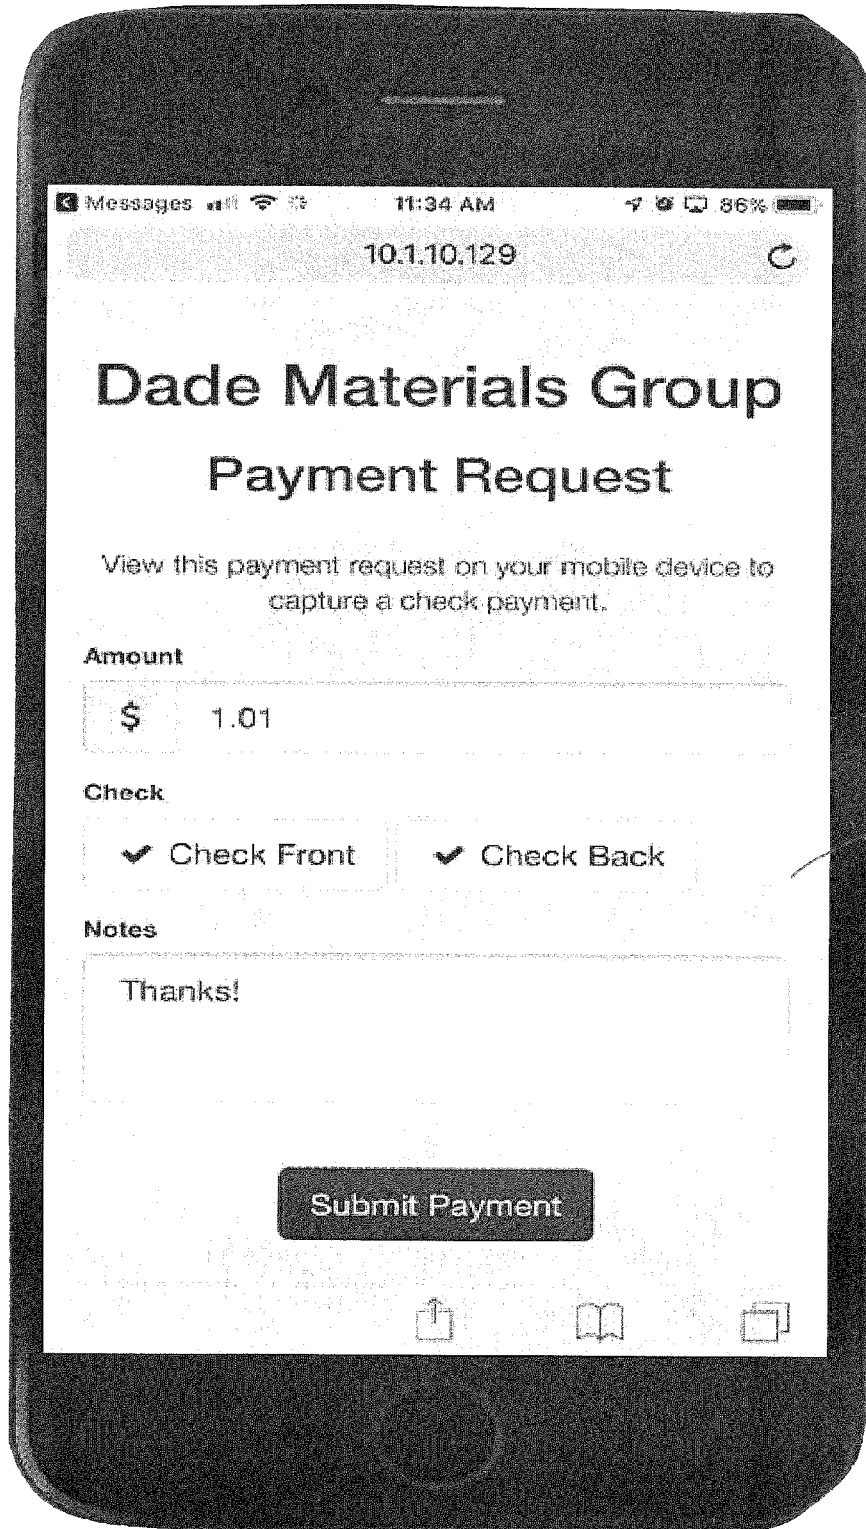 Messages 11:34 AM 86%
10.1.10.129
Dade Materials Group
Payment Request
View this payment request on your mobile device to
capture a check payment.
Amount
$ 1.01
Check
✔ Check Front ✔ Check Back
Notes
Thanks!
Submit Payment